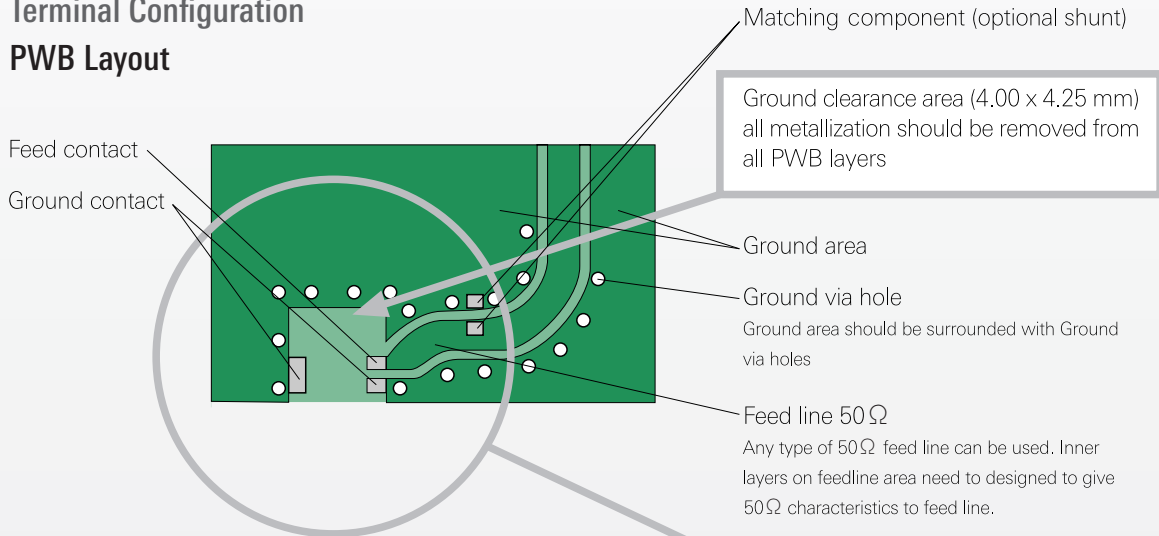 Terminal Configuration
PWB Layout
Matching component (optional shunt)
Ground clearance area (4.00 x 4.25 mm)
all metallization should be removed from
all PWB layers
Feed contact
Ground contact
Ground area
Ground via hole
Ground area should be surrounded with Ground
via holes
Feed line 50Ω
Any type of 50Ω feed line can be used. Inner
layers on feedline area need to designed to give
50Ω characteristics to feed line.